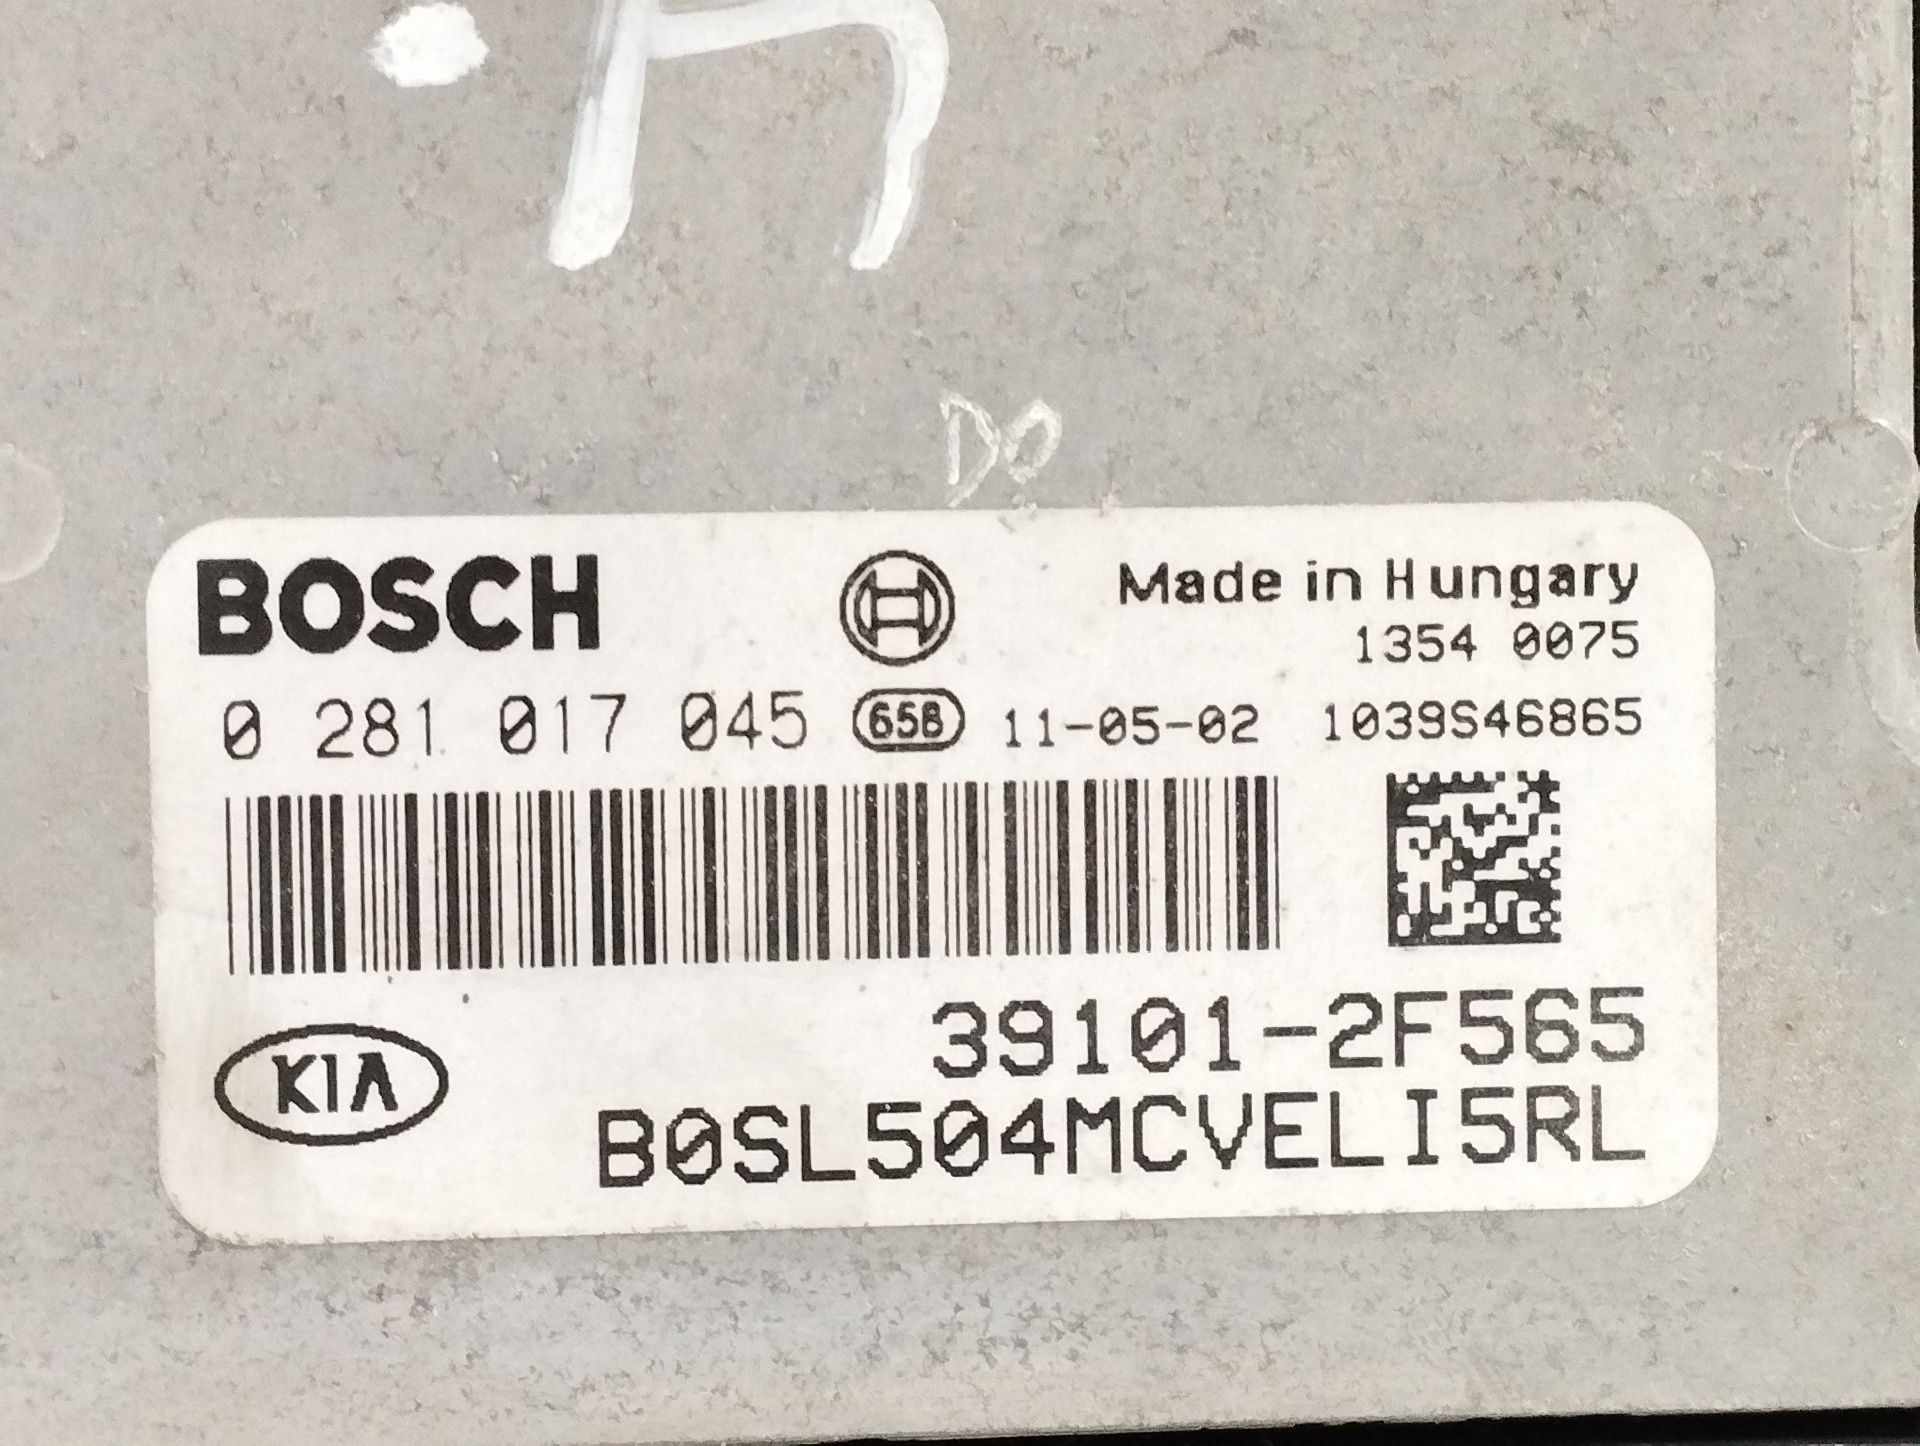 DO
BOSCH
Made in Hungary
1354 0075
0 281 017 045 658 11-05-02 1039S46865
39101-2F565
KIA
B0SL504MCVELI5RL